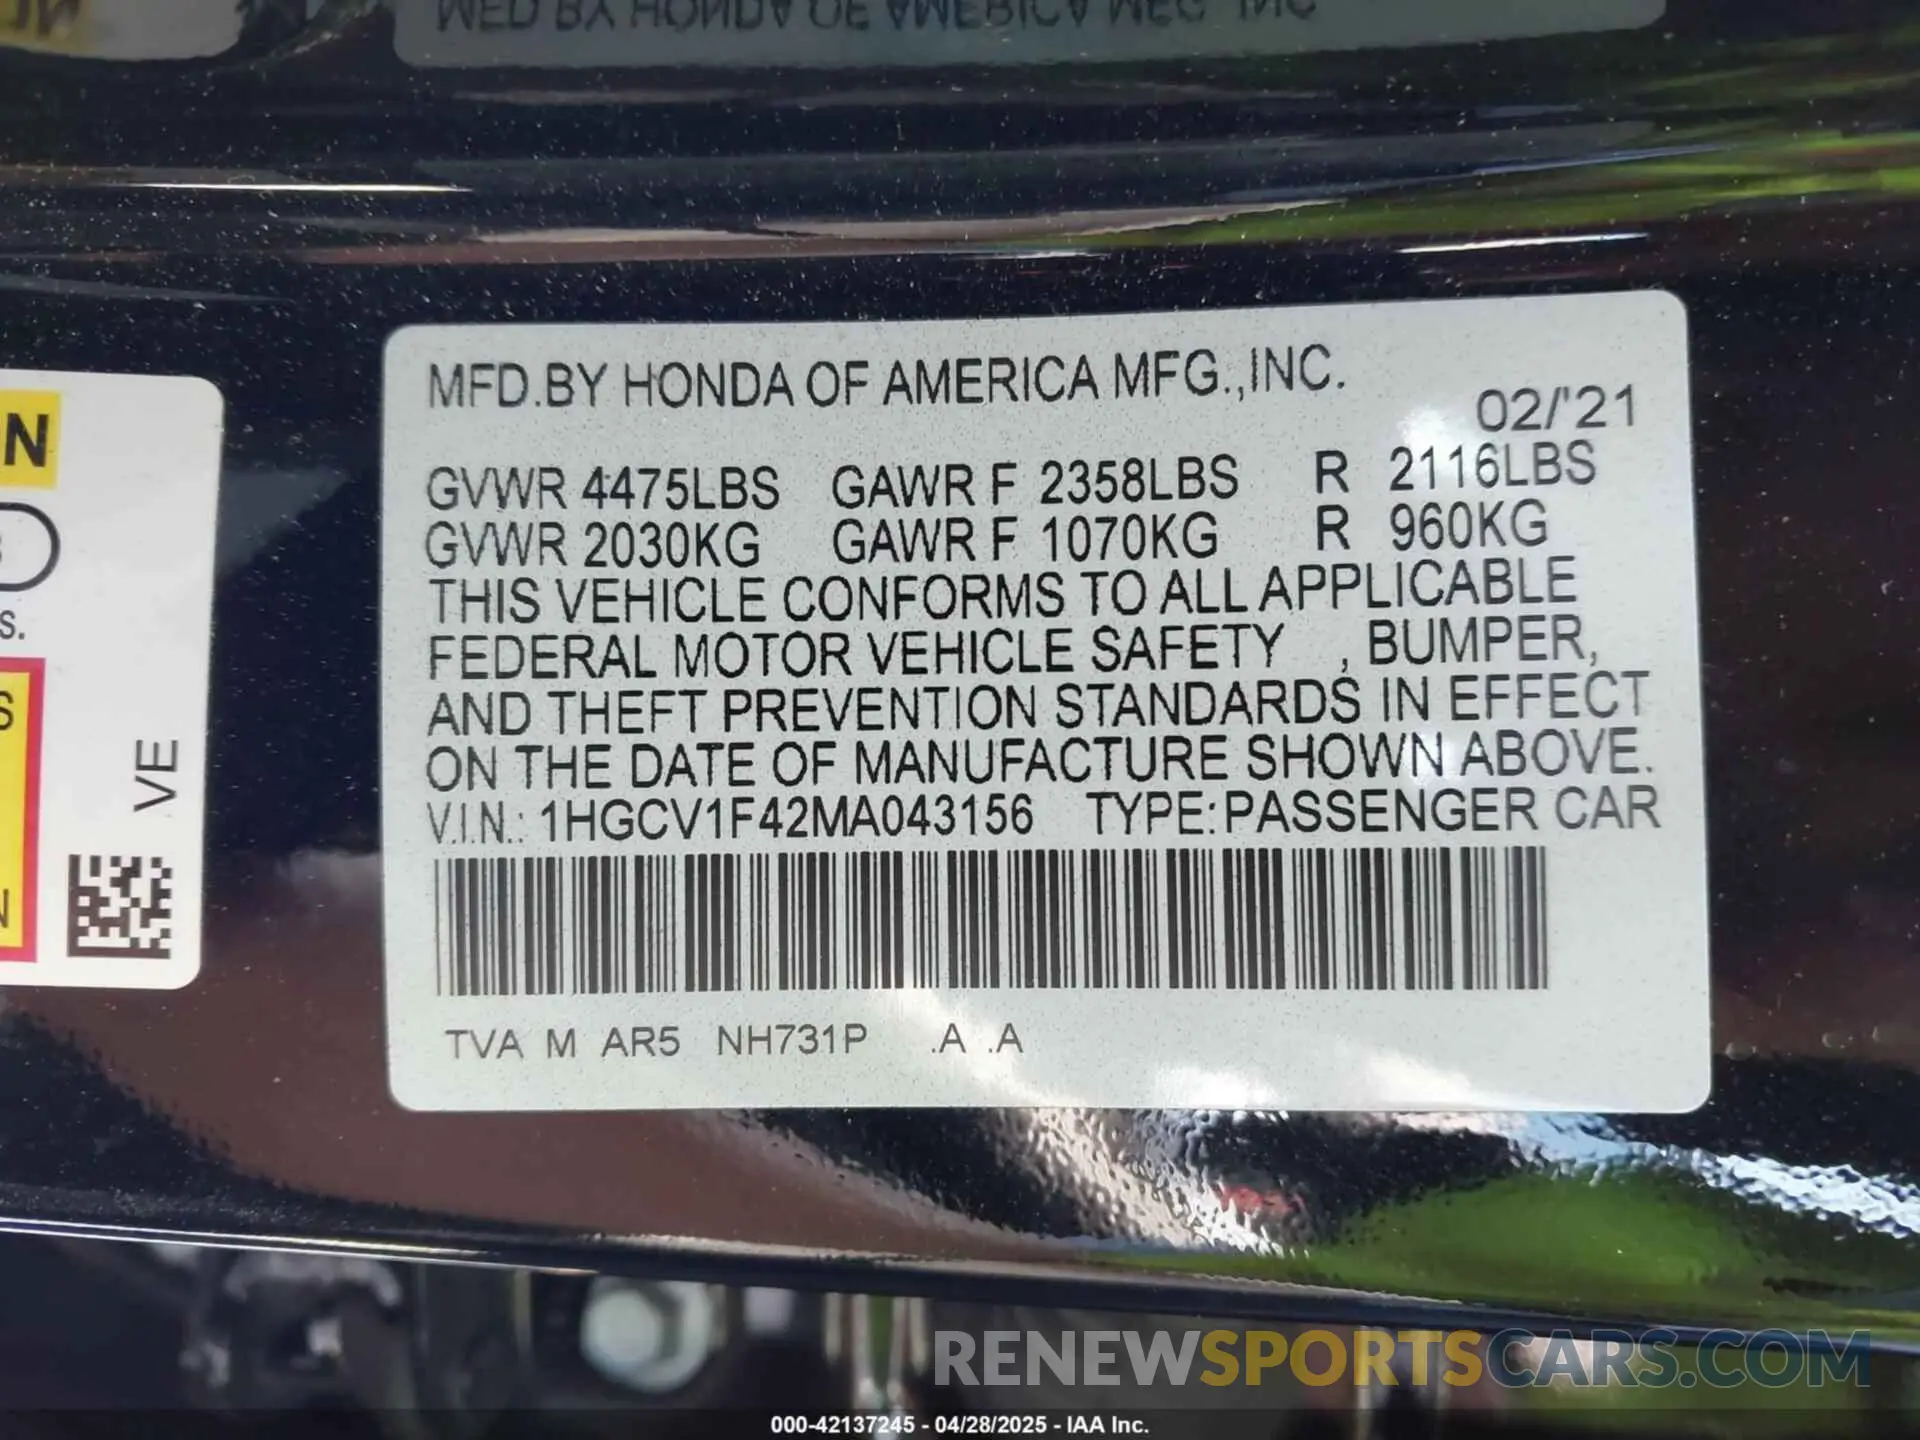 MFD.BY HONDA OF AMERICA MFG.,INC.
02/'21
GVWR 4475LBS GAWR F 2358LBS R 2116LBS
GVWR 2030KG GAWR F 1070KG R 960KG
THIS VEHICLE CONFORMS TO ALL APPLICABLE
FEDERAL MOTOR VEHICLE SAFETY , BUMPER,
AND THEFT PREVENTION STANDARDS IN EFFECT
ON THE DATE OF MANUFACTURE SHOWN ABOVE.
V.I.N.: 1HGCV1F42MA043156 TYPE:PASSENGER CAR
TVA M AR5 NH731P .A .A
N
S.
S
VE
N
RENEWSPORTSCARS.COM
000-42137245 - 04/28/2025 - IAA Inc.